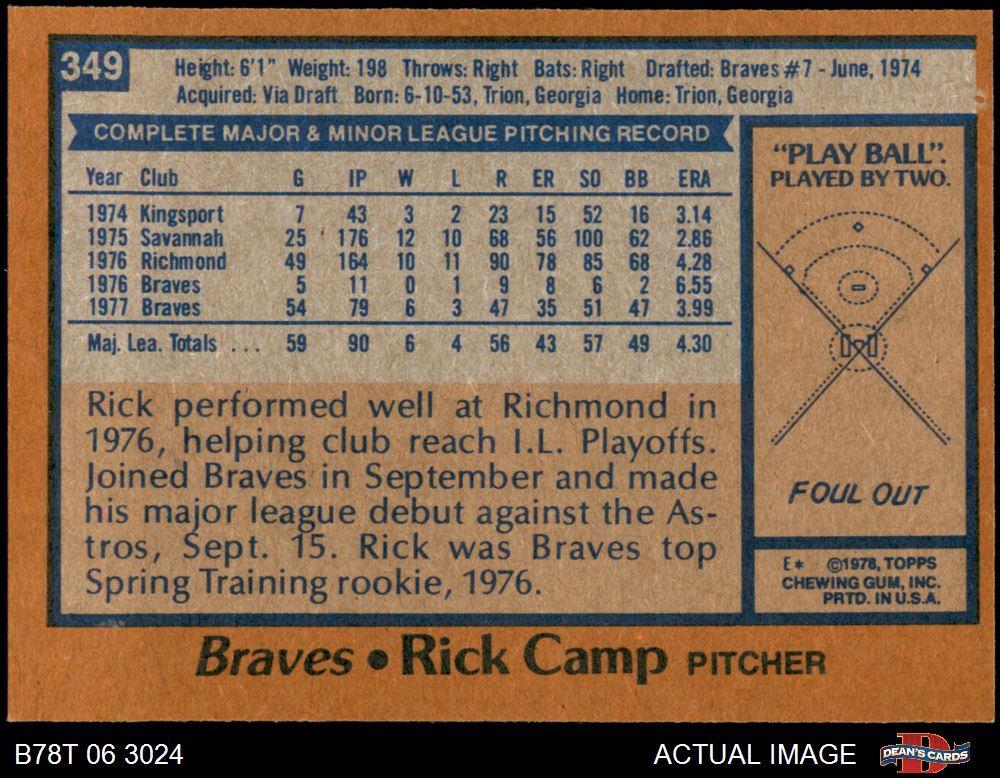 349
Height: 6'1" Weight: 198 Throws: Right Bats: Right Drafted: Braves #7 - June, 1974
Acquired: Via Draft Born: 6-10-53, Trion, Georgia Home: Trion, Georgia
COMPLETE MAJOR & MINOR LEAGUE PITCHING RECORD
Year Club G IP W L R ER SO BB ERA
1974 Kingsport 7 43 3 2 23 15 52 16 3.14
1975 Savannah 25 176 12 10 68 56 100 62 2.86
1976 Richmond 49 164 10 11 90 78 85 68 4.28
1976 Braves 5 11 0 1 9 8 6 2 6.55
1977 Braves 54 79 6 3 47 35 51 47 3.99
Maj. Lea. Totals ... 59 90 6 4 56 43 57 49 4.30
Rick performed well at Richmond in
1976, helping club reach I.L. Playoffs.
Joined Braves in September and made
his major league debut against the As-
tros, Sept. 15. Rick was Braves top
Spring Training rookie, 1976.
"PLAY BALL".
PLAYED BY TWO.
FOUL OUT
E* ©1978, TOPPS
CHEWING GUM, INC.
PRTD. IN U.S.A.
Braves • Rick Camp PITCHER
B78T 06 3024
ACTUAL IMAGE
D
DEAN'S CARDS